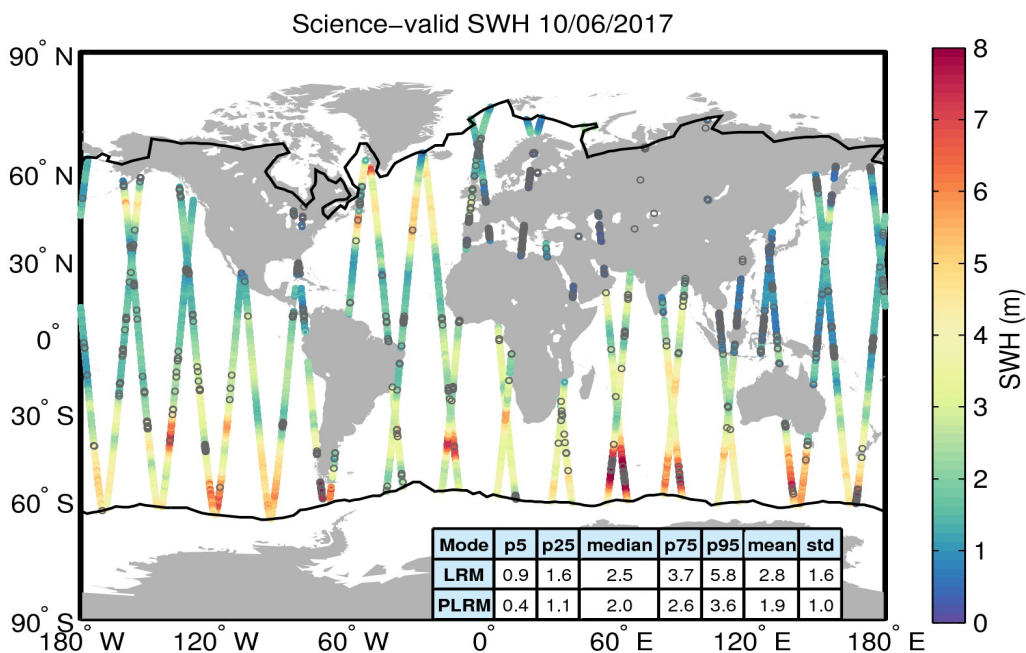 Science−valid SWH 10/06/2017
90° N
60° N
30° N
0°
30° S
60° S
90° S
180° W
120° W
60° W
0°
60° E
120° E
180° E
8
7
6
5
4
3
2
1
0
SWH (m)
Mode p5 p25 median p75 p95 mean std
LRM 0.9 1.6 2.5 3.7 5.8 2.8 1.6
PLRM 0.4 1.1 2.0 2.6 3.6 1.9 1.0